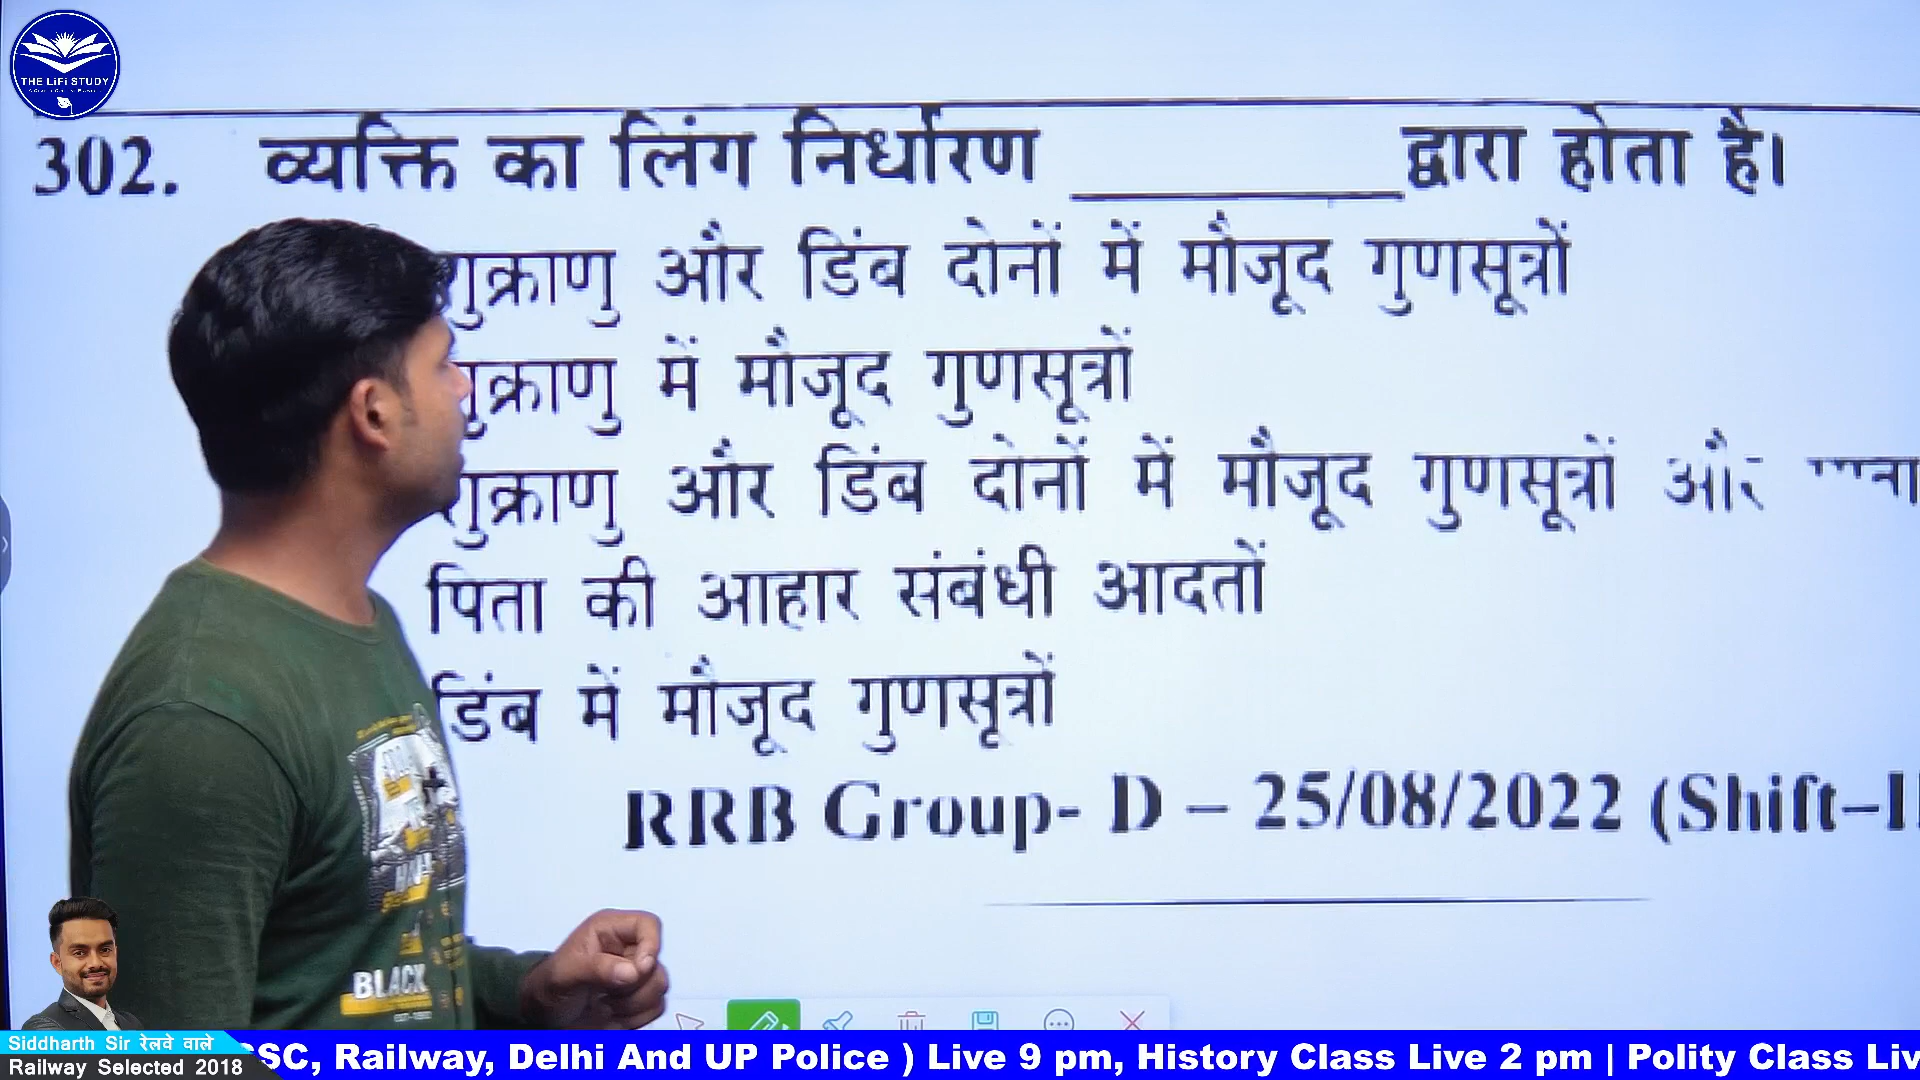 THE LiFi STUDY
302. व्यक्ति का लिंग निर्धारण ________ द्वारा होता है।
शुक्राणु और डिंब दोनों में मौजूद गुणसूत्रों
शुक्राणु में मौजूद गुणसूत्रों
शुक्राणु और डिंब दोनों में मौजूद गुणसूत्रों और
पिता की आहार संबंधी आदतों
डिंब में मौजूद गुणसूत्रों
RRB Group- D – 25/08/2022 (Shift–II
BLACK
Siddharth Sir रेलवे वाले
Railway Selected 2018
SSC, Railway, Delhi And UP Police ) Live 9 pm, History Class Live 2 pm | Polity Class Liv